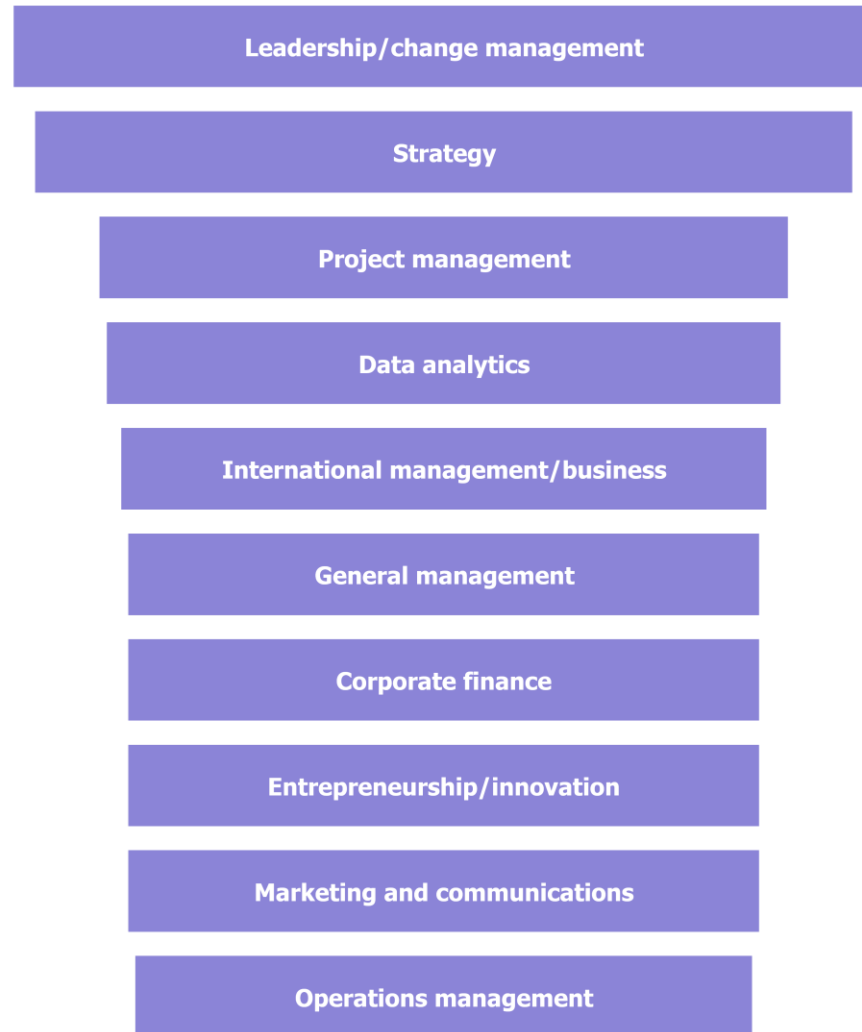 Leadership/change management
Strategy
Project management
Data analytics
International management/business
General management
Corporate finance
Entrepreneurship/innovation
Marketing and communications
Operations management